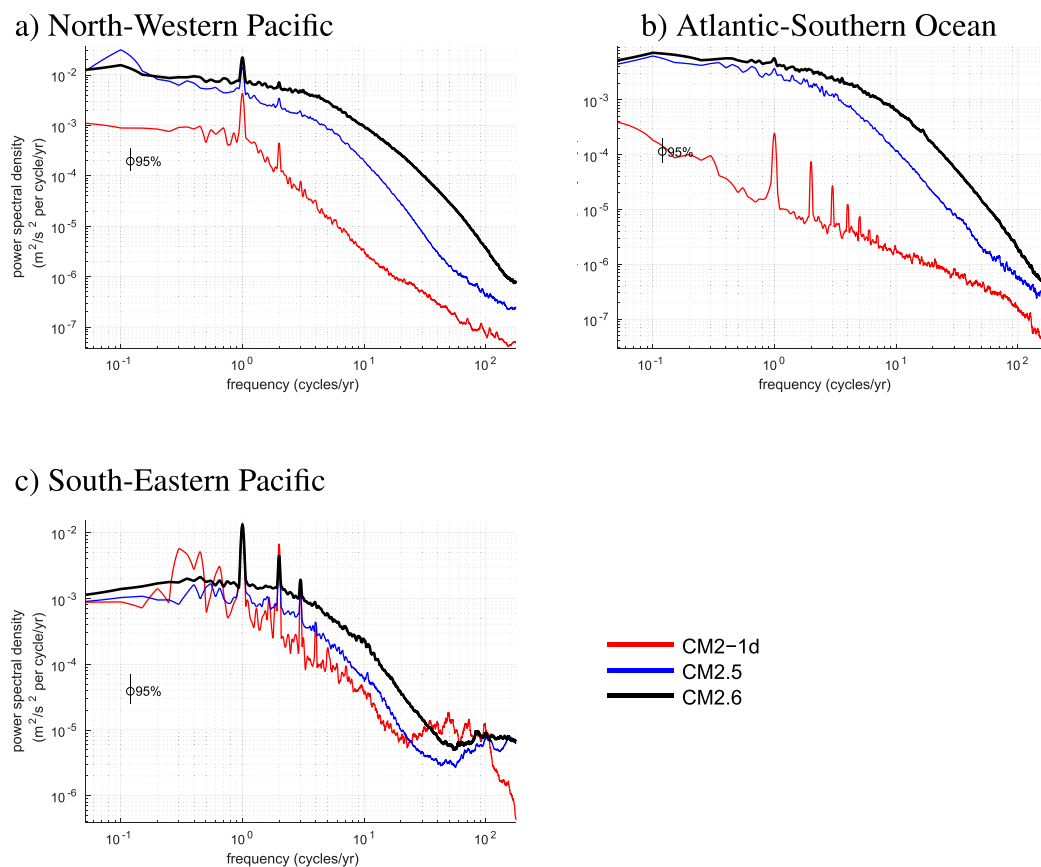 a) North-Western Pacific
10⁻²
10⁻³
10⁻⁴
10⁻⁵
10⁻⁶
10⁻⁷
Φ95%
power spectral density
(m²/s² per cycle/yr)
10⁻¹ 10⁰ 10¹ 10²
frequency (cycles/yr)
b) Atlantic-Southern Ocean
10⁻³
10⁻⁴
10⁻⁵
10⁻⁶
10⁻⁷
Φ95%
10⁻¹ 10⁰ 10¹ 10²
frequency (cycles/yr)
c) South-Eastern Pacific
10⁻²
10⁻³
10⁻⁴
10⁻⁵
10⁻⁶
Φ95%
power spectral density
(m²/s² per cycle/yr)
10⁻¹ 10⁰ 10¹ 10²
frequency (cycles/yr)
CM2−1d
CM2.5
CM2.6